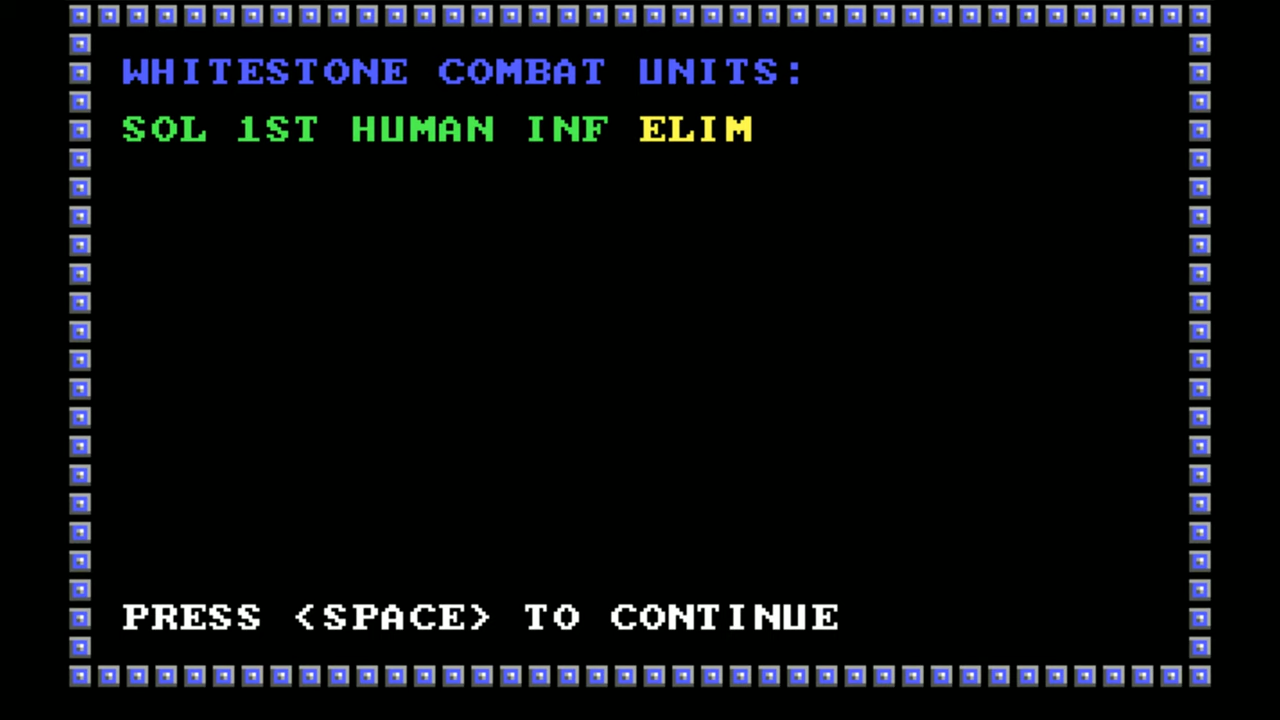 WHITESTONE COMBAT UNITS:
SOL 1ST HUMAN INF ELIM
PRESS <SPACE> TO CONTINUE